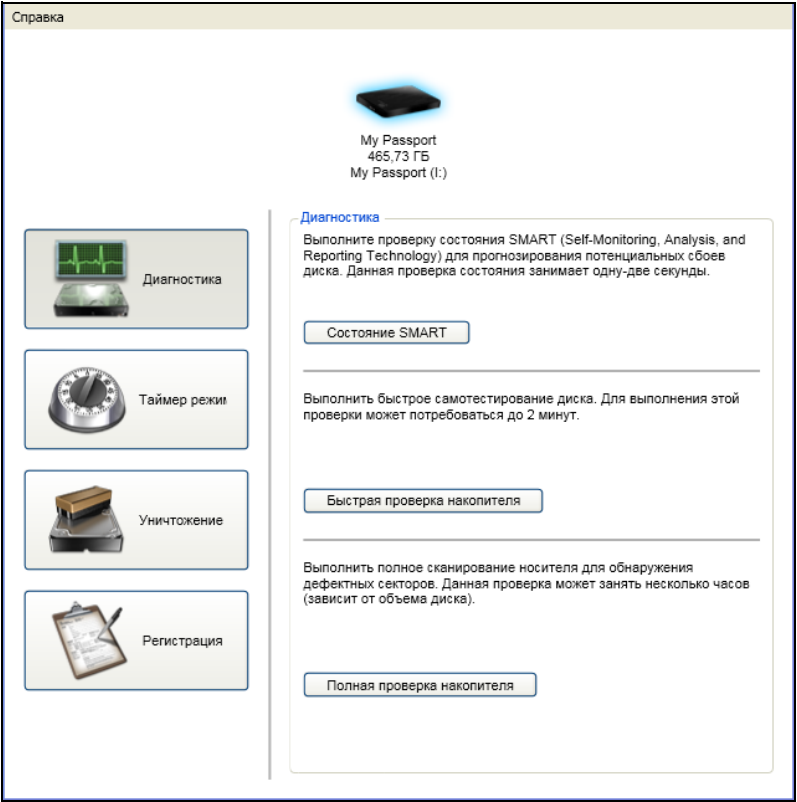 Справка
My Passport
465,73 ГБ
My Passport (I:)
Диагностика
Таймер режим
Уничтожение
Регистрация
Диагностика
Выполните проверку состояния SMART (Self-Monitoring, Analysis, and
Reporting Technology) для прогнозирования потенциальных сбоев
диска. Данная проверка состояния занимает одну-две секунды.
Состояние SMART
Выполнить быстрое самотестирование диска. Для выполнения этой
проверки может потребоваться до 2 минут.
Быстрая проверка накопителя
Выполнить полное сканирование носителя для обнаружения
дефектных секторов. Данная проверка может занять несколько часов
(зависит от объема диска).
Полная проверка накопителя